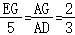 EG/5 = AG/AD = 2/3